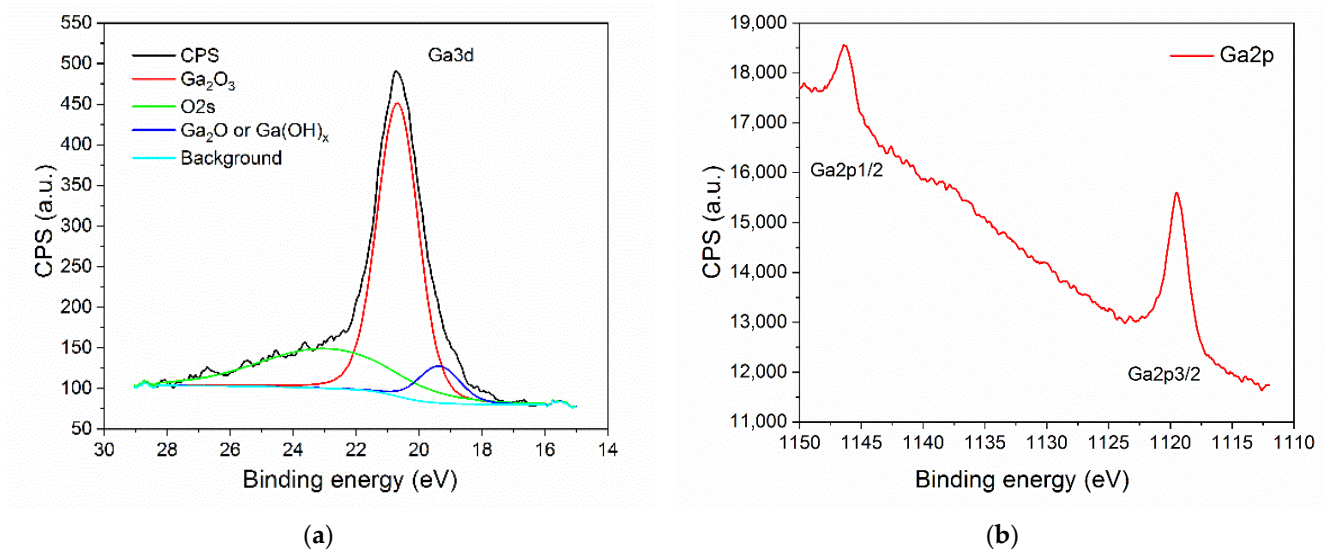 550
500
450
400
350
300
250
200
150
100
50
CPS (a.u.)
Ga3d
CPS
Ga2O3
O2s
Ga2O or Ga(OH)x
Background
30 28 26 24 22 20 18 16 14
Binding energy (eV)
(a)
19,000
18,000
17,000
16,000
15,000
14,000
13,000
12,000
11,000
CPS (a.u.)
Ga2p
Ga2p1/2
Ga2p3/2
1150 1145 1140 1135 1130 1125 1120 1115 1110
Binding energy (eV)
(b)